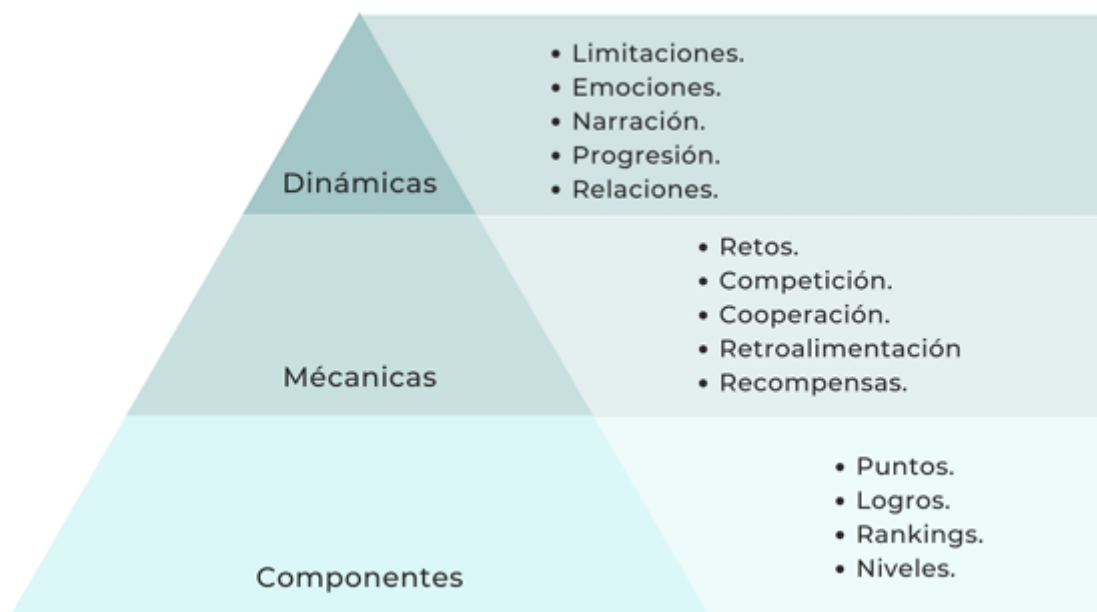 Dinámicas
• Limitaciones.
• Emociones.
• Narración.
• Progresión.
• Relaciones.
Mécanicas
• Retos.
• Competición.
• Cooperación.
• Retroalimentación
• Recompensas.
Componentes
• Puntos.
• Logros.
• Rankings.
• Niveles.